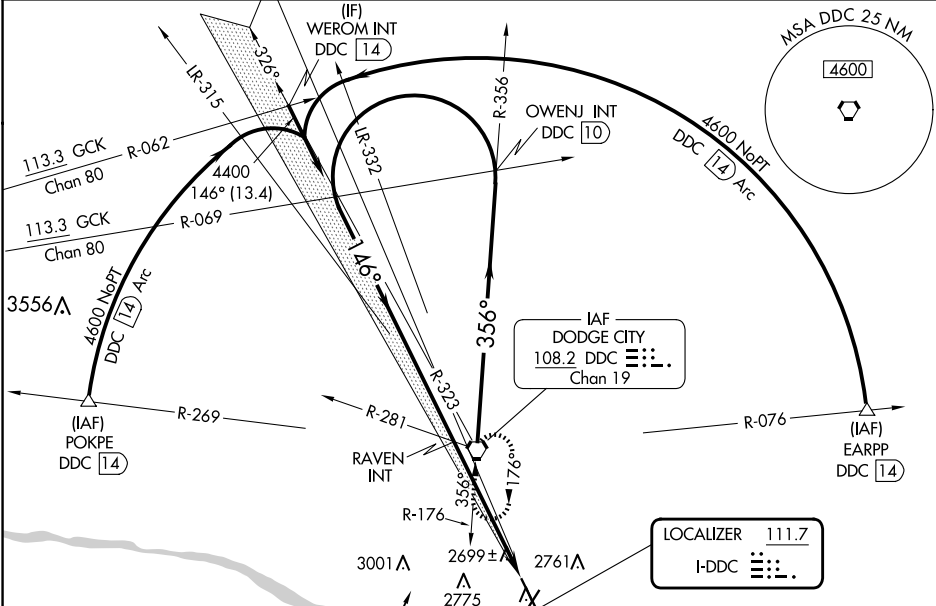 (IF)
WEROM INT
DDC 14
MSA DDC 25 NM
4600
326°
LR-315
LR-332
R-356
OWENJ INT
DDC 10
4600 NoPT
DDC 14 Arc
113.3 GCK
Chan 80
R-062
4400
146° (13.4)
113.3 GCK
Chan 80
R-069
146°
356°
3556
4600 NoPT
DDC 14 Arc
IAF
DODGE CITY
108.2 DDC
Chan 19
R-323
R-269
R-281
R-076
(IAF)
POKPE
DDC 14
(IAF)
EARPP
DDC 14
RAVEN
INT
356°
176°
R-176
LOCALIZER 111.7
I-DDC
3001
2699±
2761
2775